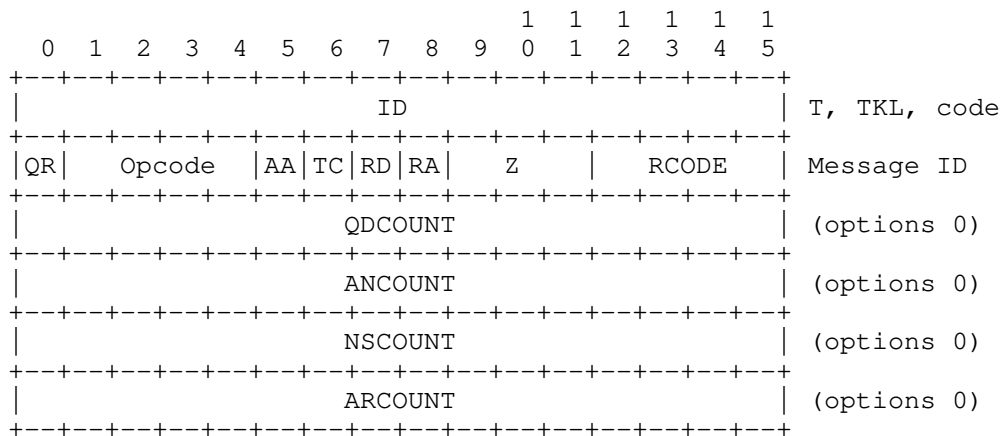 1  1  1  1  1  1
  0  1  2  3  4  5  6  7  8  9  0  1  2  3  4  5
+--+--+--+--+--+--+--+--+--+--+--+--+--+--+--+--+
|                      ID                       | T, TKL, code
+--+--+--+--+--+--+--+--+--+--+--+--+--+--+--+--+
|QR|   Opcode  |AA|TC|RD|RA|   Z    |   RCODE   | Message ID
+--+--+--+--+--+--+--+--+--+--+--+--+--+--+--+--+
|                    QDCOUNT                    | (options 0)
+--+--+--+--+--+--+--+--+--+--+--+--+--+--+--+--+
|                    ANCOUNT                    | (options 0)
+--+--+--+--+--+--+--+--+--+--+--+--+--+--+--+--+
|                    NSCOUNT                    | (options 0)
+--+--+--+--+--+--+--+--+--+--+--+--+--+--+--+--+
|                    ARCOUNT                    | (options 0)
+--+--+--+--+--+--+--+--+--+--+--+--+--+--+--+--+